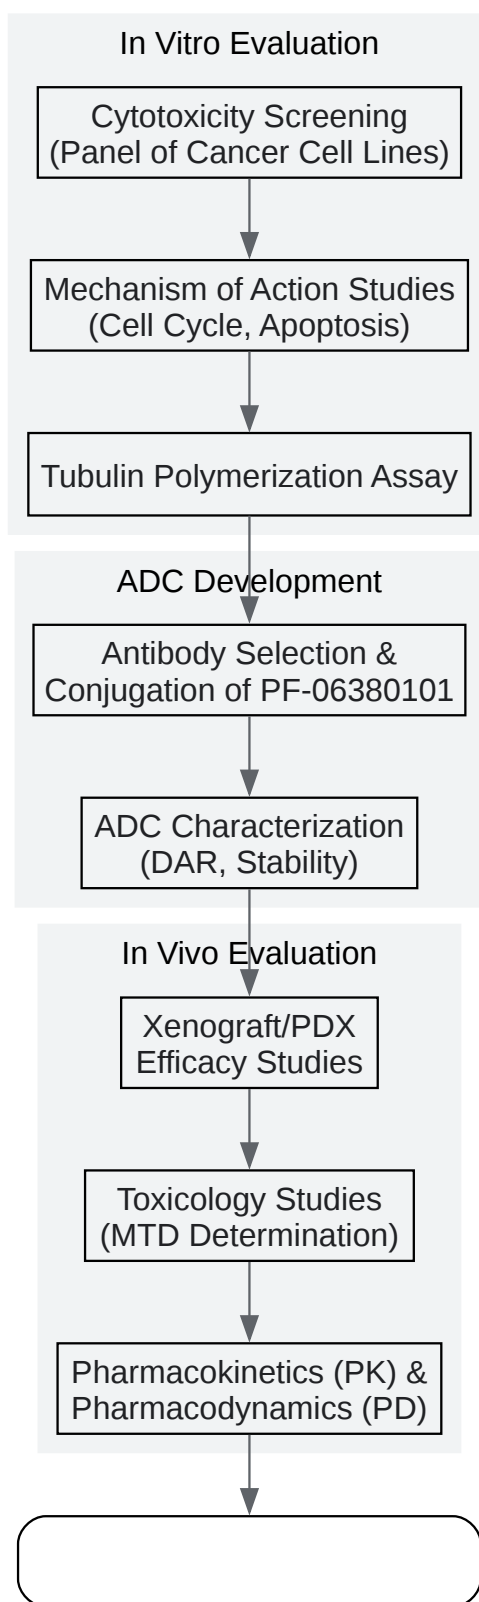 In Vitro Evaluation
Cytotoxicity Screening
(Panel of Cancer Cell Lines)
Mechanism of Action Studies
(Cell Cycle, Apoptosis)
Tubulin Polymerization Assay
ADC Development
Antibody Selection &
Conjugation of PF-06380101
ADC Characterization
(DAR, Stability)
In Vivo Evaluation
Xenograft/PDX
Efficacy Studies
Toxicology Studies
(MTD Determination)
Pharmacokinetics (PK) &
Pharmacodynamics (PD)